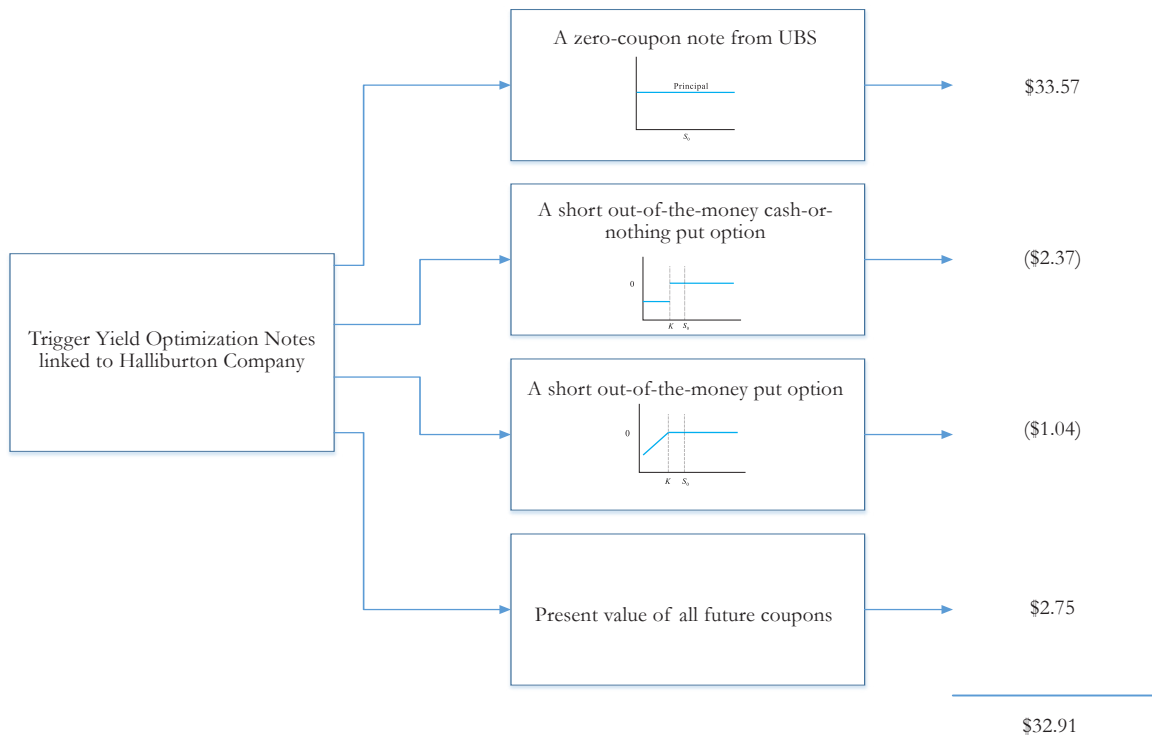 A zero-coupon note from UBS
Principal
S₀
$33.57
A short out-of-the-money cash-or-
nothing put option
0
K
S₀
($2.37)
Trigger Yield Optimization Notes
linked to Halliburton Company
A short out-of-the-money put option
0
K
S₀
($1.04)
Present value of all future coupons
$2.75
$32.91